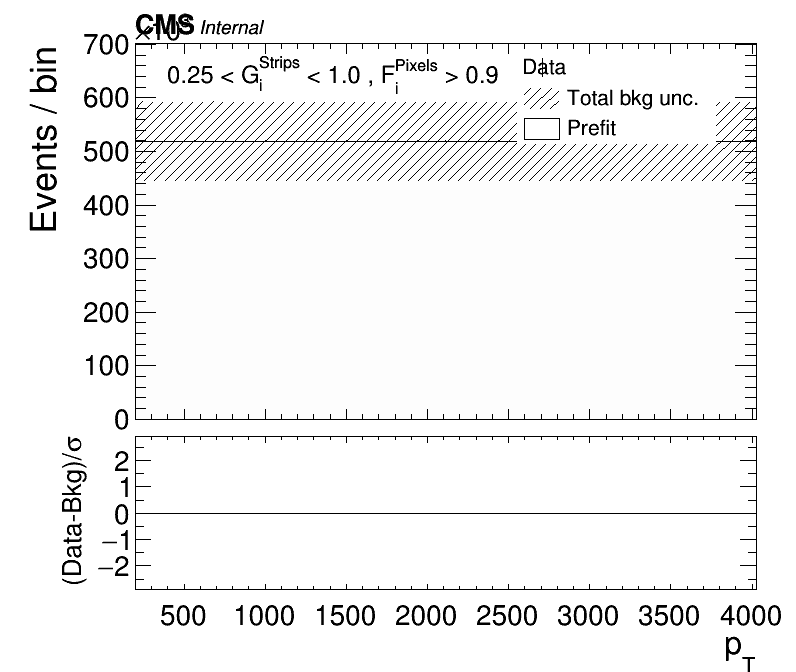 CMS Internal
×10³
Events / bin
700
600
500
400
300
200
100
0
0.25 < G_i^Strips < 1.0 , F_i^Pixels > 0.9
Data
Total bkg unc.
Prefit
(Data-Bkg)/σ
2
1
0
−1
−2
500 1000 1500 2000 2500 3000 3500 4000
p_T